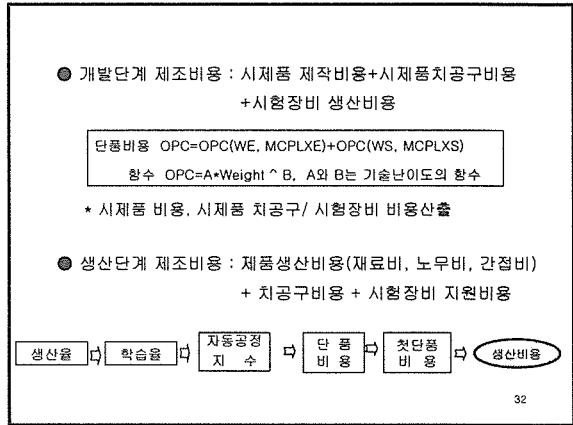 ● 개발단계 제조비용 : 시제품 제작비용+시제품치공구비용
+시험장비 생산비용
단품비용 OPC=OPC(WE, MCPLXE)+OPC(WS, MCPLXS)
함수 OPC=A*Weight ^ B, A와 B는 기술난이도의 함수
* 시제품 비용, 시제품 치공구/ 시험장비 비용산출
● 생산단계 제조비용 : 제품생산비용(재료비, 노무비, 간접비)
+ 치공구비용 + 시험장비 지원비용
생산율 ⇨ 학습율 ⇨ 자동공정 지 수 ⇨ 단 품 비 용 ⇨ 첫단품 비 용 ⇨ 생산비용
32